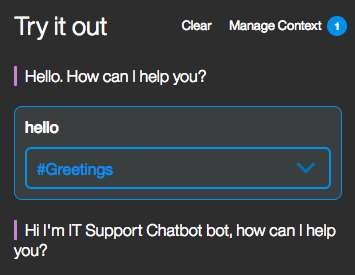 Try it out
Clear
Manage Context
1
Hello. How can I help you?
hello
#Greetings
Hi I'm IT Support Chatbot bot, how can I help
you?